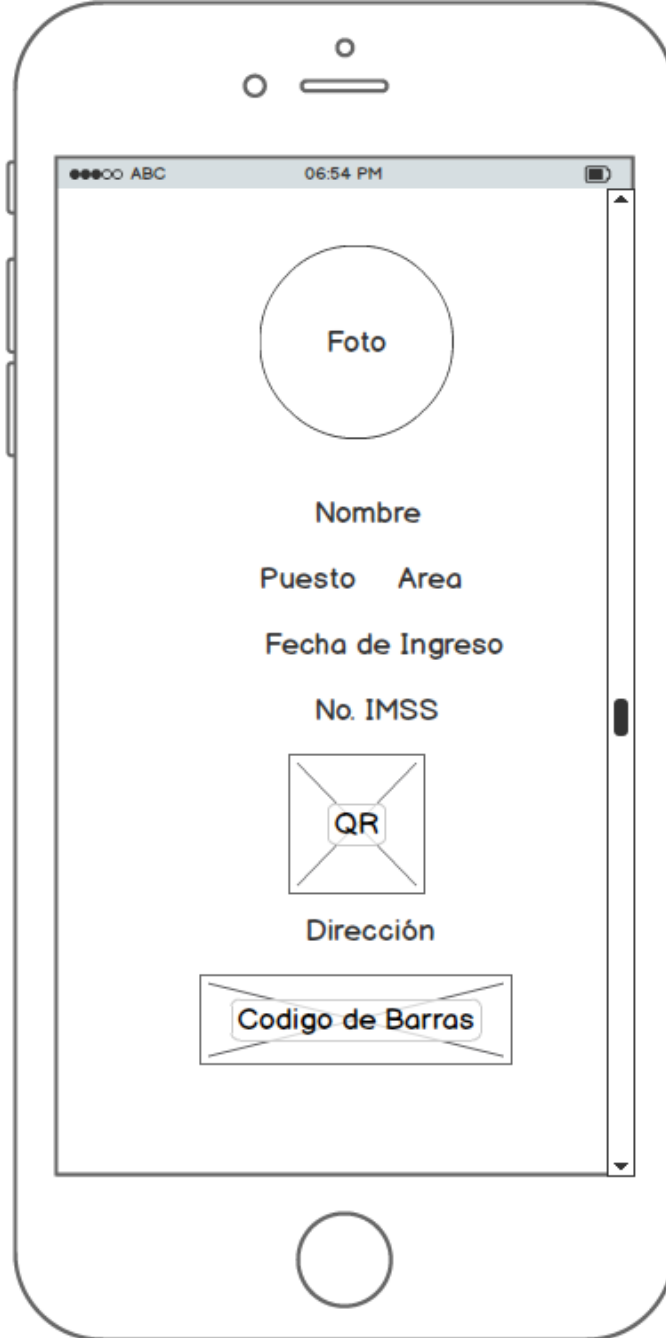 ABC 06:54 PM
Foto
Nombre
Puesto Area
Fecha de Ingreso
No. IMSS
QR
Dirección
Codigo de Barras